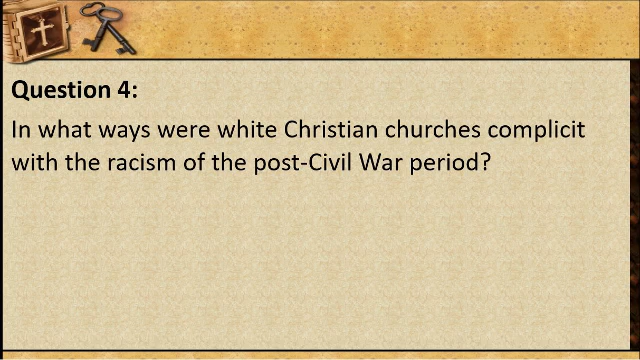 Question 4:
In what ways were white Christian churches complicit
with the racism of the post-Civil War period?